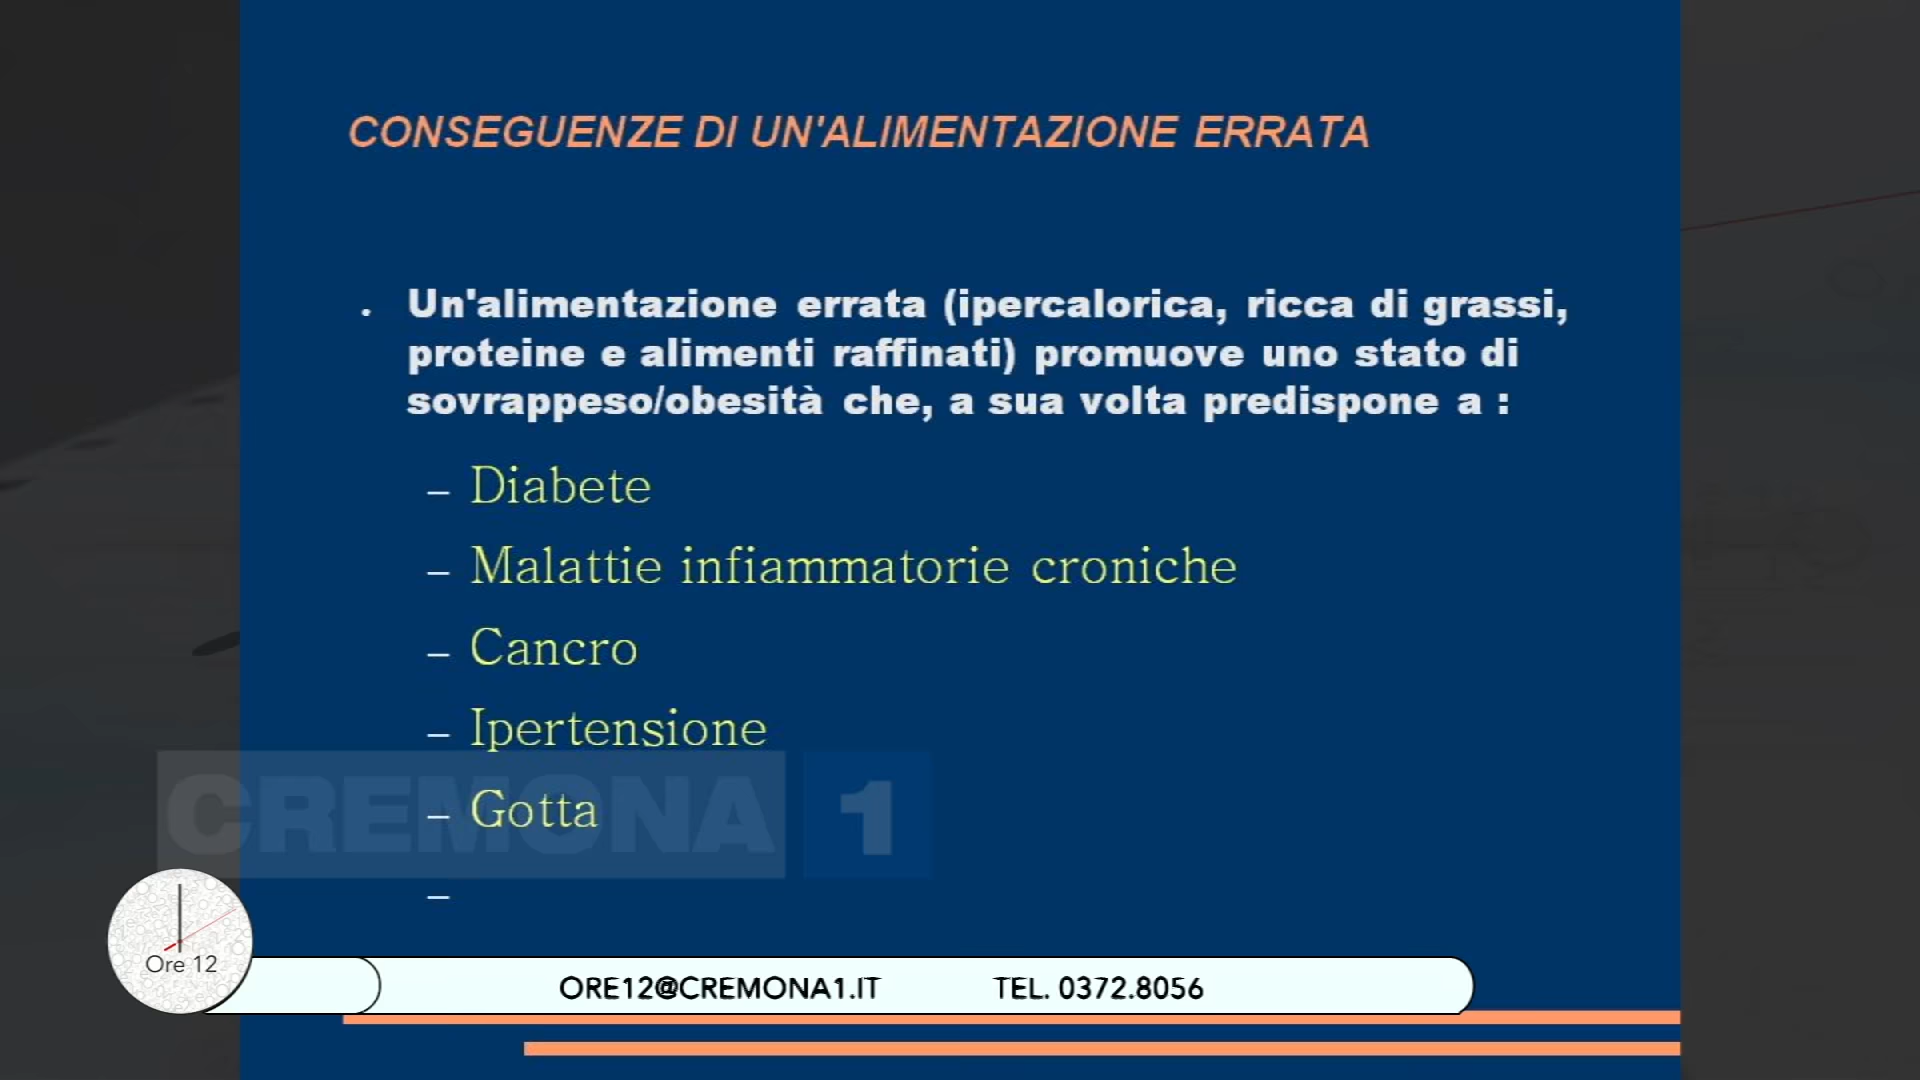 CONSEGUENZE DI UN'ALIMENTAZIONE ERRATA
Un'alimentazione errata (ipercalorica, ricca di grassi,
proteine e alimenti raffinati) promuove uno stato di
sovrappeso/obesità che, a sua volta predispone a :
– Diabete
– Malattie infiammatorie croniche
– Cancro
– Ipertensione
– Gotta
–
CREMONA 1
Ore 12
ORE12@CREMONA1.IT TEL. 0372.8056